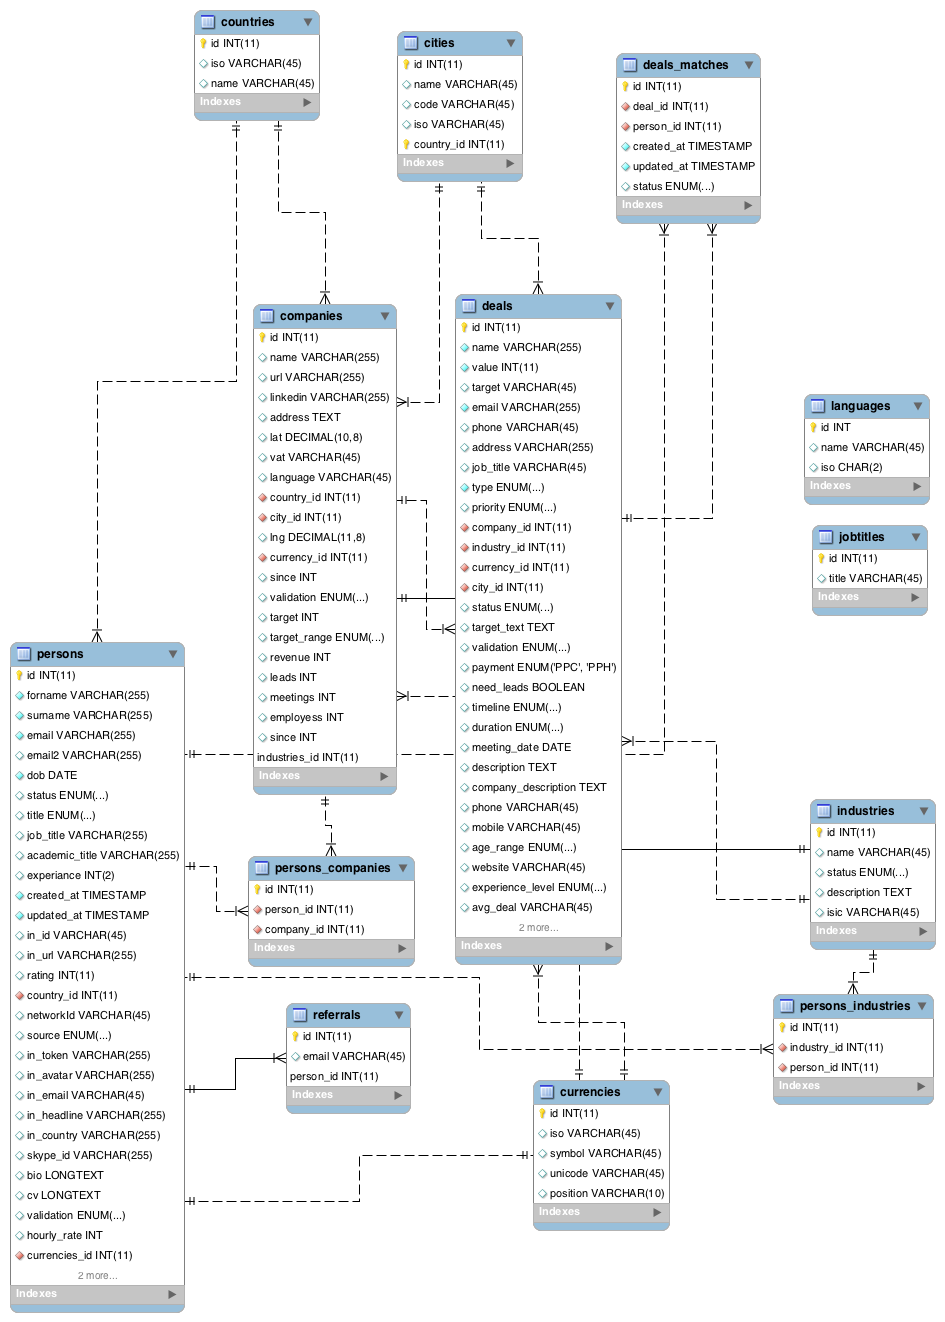 countries
id INT(11)
iso VARCHAR(45)
name VARCHAR(45)
Indexes
cities
id INT(11)
name VARCHAR(45)
code VARCHAR(45)
iso VARCHAR(45)
country_id INT(11)
Indexes
deals_matches
id INT(11)
deal_id INT(11)
person_id INT(11)
created_at TIMESTAMP
updated_at TIMESTAMP
status ENUM(...)
Indexes
companies
id INT(11)
name VARCHAR(255)
url VARCHAR(255)
linkedin VARCHAR(255)
address TEXT
lat DECIMAL(10,8)
vat VARCHAR(45)
language VARCHAR(45)
country_id INT(11)
city_id INT(11)
lng DECIMAL(11,8)
currency_id INT(11)
since INT
validation ENUM(...)
target INT
target_range ENUM(...)
revenue INT
leads INT
meetings INT
employess INT
since INT
industries_id INT(11)
Indexes
deals
id INT(11)
name VARCHAR(255)
value INT(11)
target VARCHAR(45)
email VARCHAR(255)
phone VARCHAR(45)
address VARCHAR(255)
job_title VARCHAR(45)
type ENUM(...)
priority ENUM(...)
company_id INT(11)
industry_id INT(11)
currency_id INT(11)
city_id INT(11)
status ENUM(...)
target_text TEXT
validation ENUM(...)
payment ENUM('PPC', 'PPH')
need_leads BOOLEAN
timeline ENUM(...)
duration ENUM(...)
meeting_date DATE
description TEXT
company_description TEXT
phone VARCHAR(45)
mobile VARCHAR(45)
age_range ENUM(...)
website VARCHAR(45)
experience_level ENUM(...)
avg_deal VARCHAR(45)
2 more...
Indexes
languages
id INT
name VARCHAR(45)
iso CHAR(2)
Indexes
jobtitles
id INT(11)
title VARCHAR(45)
Indexes
persons
id INT(11)
forname VARCHAR(255)
surname VARCHAR(255)
email VARCHAR(255)
email2 VARCHAR(255)
dob DATE
status ENUM(...)
title ENUM(...)
job_title VARCHAR(255)
academic_title VARCHAR(255)
experiance INT(2)
created_at TIMESTAMP
updated_at TIMESTAMP
in_id VARCHAR(45)
in_url VARCHAR(255)
rating INT(11)
country_id INT(11)
networkId VARCHAR(45)
source ENUM(...)
in_token VARCHAR(255)
in_avatar VARCHAR(255)
in_email VARCHAR(45)
in_headline VARCHAR(255)
in_country VARCHAR(255)
skype_id VARCHAR(255)
bio LONGTEXT
cv LONGTEXT
validation ENUM(...)
hourly_rate INT
currencies_id INT(11)
2 more...
Indexes
persons_companies
id INT(11)
person_id INT(11)
company_id INT(11)
Indexes
industries
id INT(11)
name VARCHAR(45)
status ENUM(...)
description TEXT
isic VARCHAR(45)
Indexes
referrals
id INT(11)
email VARCHAR(45)
person_id INT(11)
Indexes
persons_industries
id INT(11)
industry_id INT(11)
person_id INT(11)
Indexes
currencies
id INT(11)
iso VARCHAR(45)
symbol VARCHAR(45)
unicode VARCHAR(45)
position VARCHAR(10)
Indexes